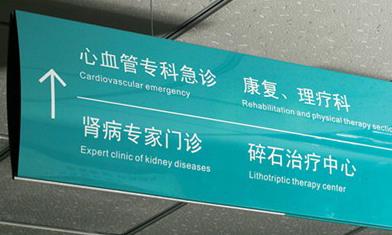 心血管专科急诊
Cardiovascular emergency
康复、理疗科
Rehabilitation and physical therapy section
肾病专家门诊
Expert clinic of kidney diseases
碎石治疗中心
Lithotriptic therapy center